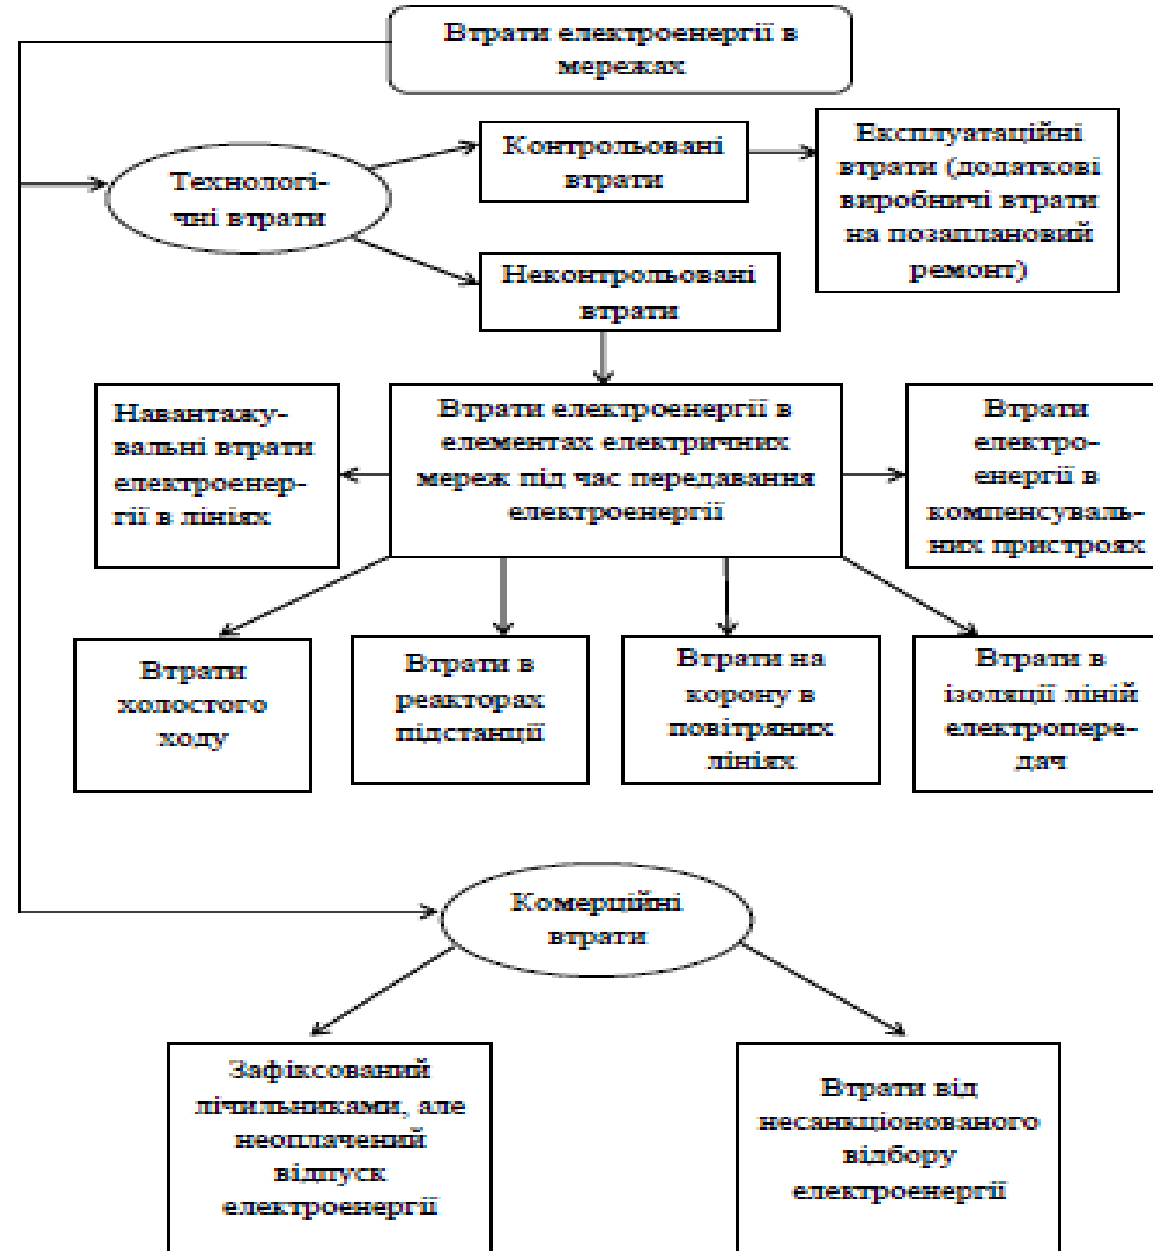 Втрати електроенергії в
мережах
Технологі-
чні втрати
Контрольовані
втрати
Експлуатаційні
втрати (додаткові
виробничі втрати
на позаплановий
ремонт)
Неконтрольовані
втрати
Навантажу-
вальні втрати
електроенер-
гії в лініях
Втрати електроенергії в
елементах електричних
мереж під час передавання
електроенергії
Втрати
електро-
енергії в
компенсуваль-
них пристроях
Втрати
холостого
ходу
Втрати в
реакторах
підстанції
Втрати на
корону в
повітряних
лініях
Втрати в
ізоляції ліній
електропере-
дач
Комерційні
втрати
Зафіксований
лічильниками, але
неоплачений
відпуск
електроенергії
Втрати від
несанкціонованого
відбору
електроенергії